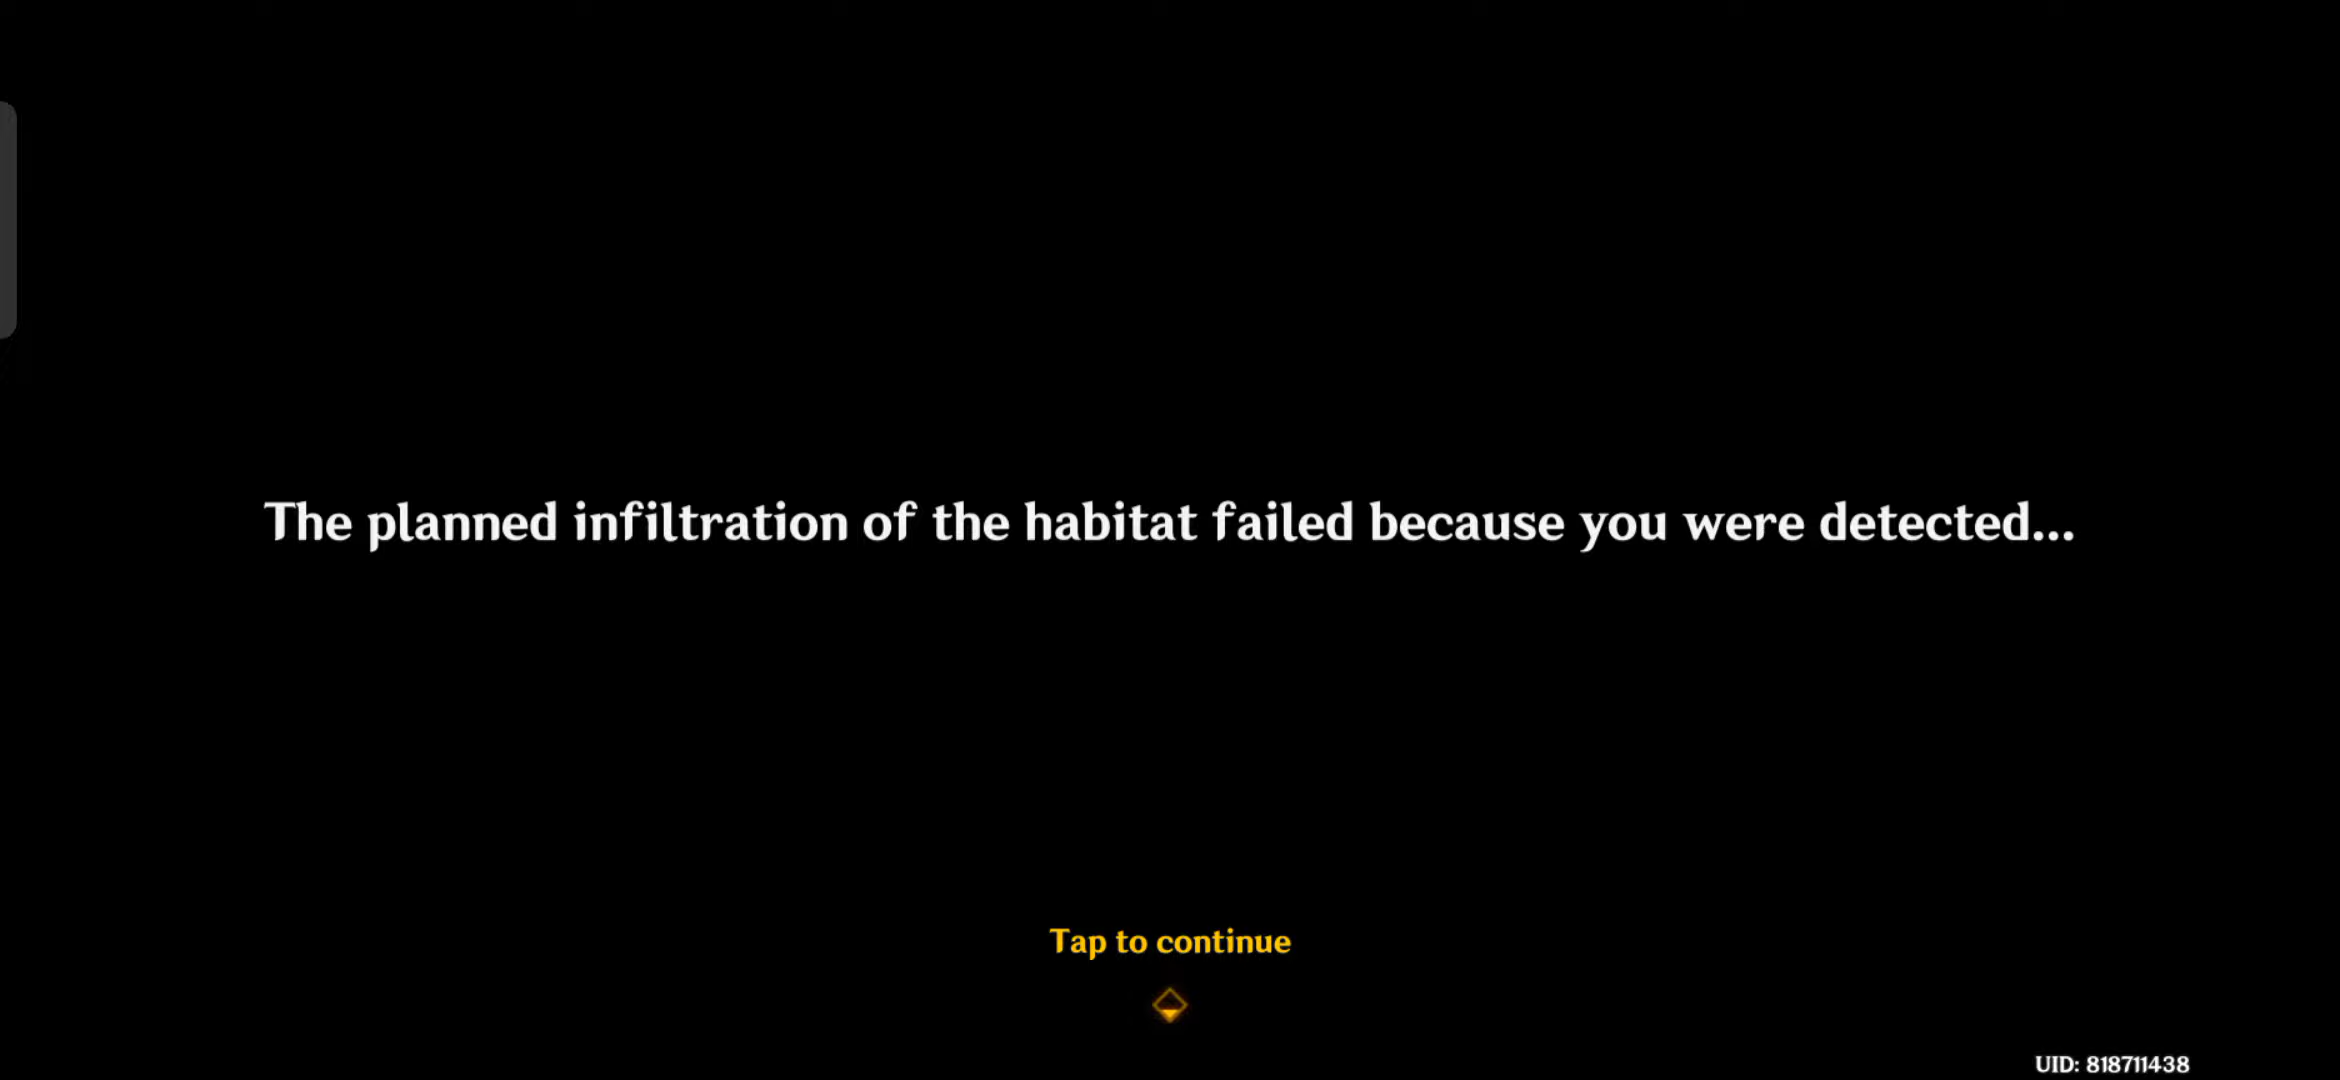 The planned infiltration of the habitat failed because you were detected...
Tap to continue
UID: 818711438